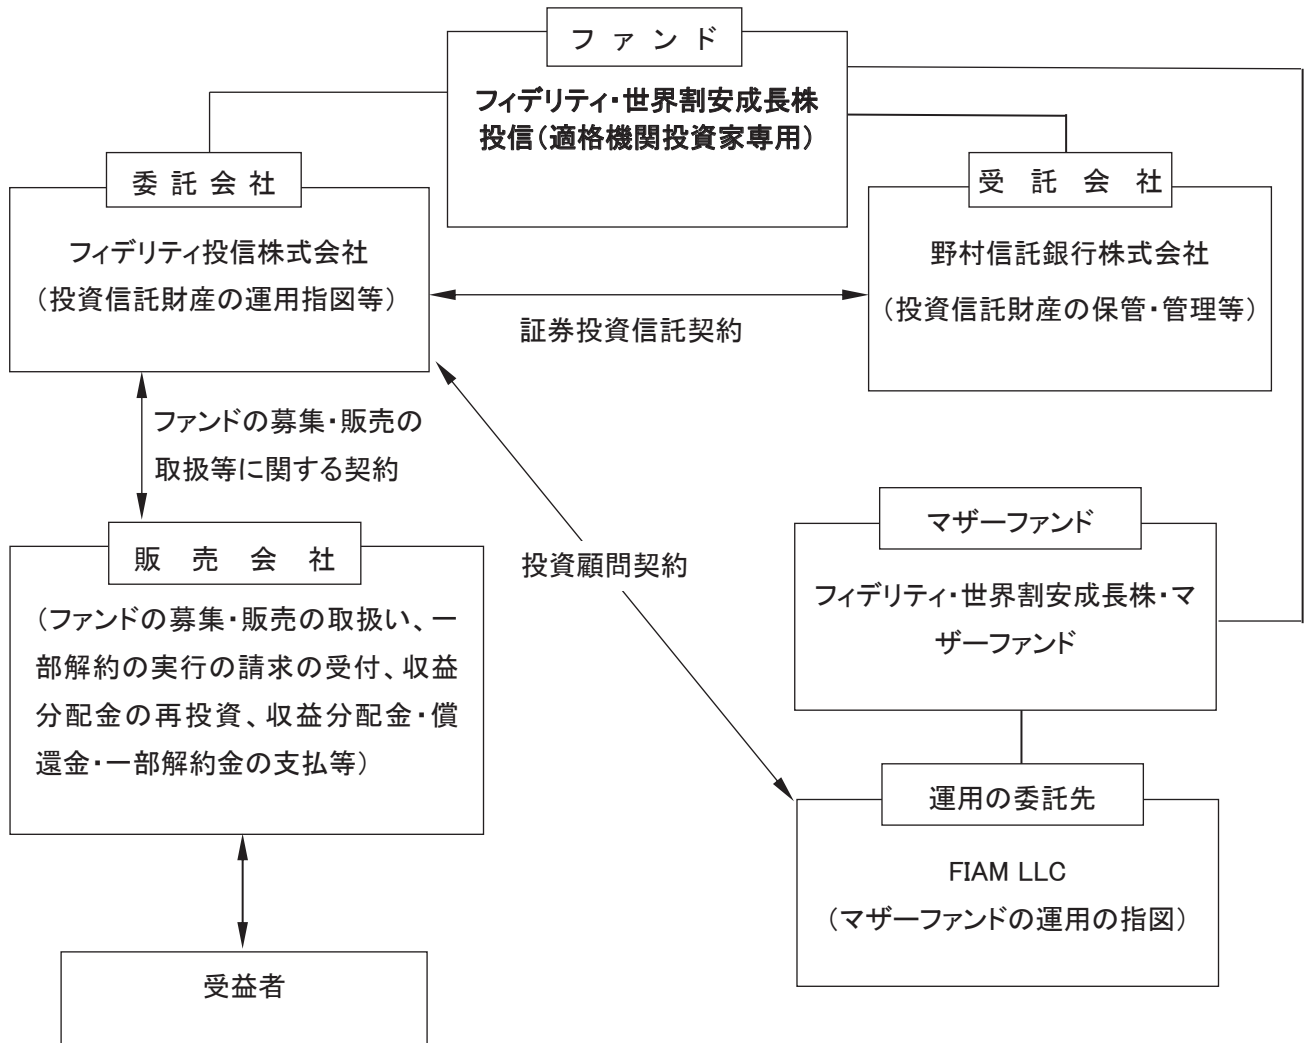 ファンド
フィデリティ・世界割安成長株
投信(適格機関投資家専用)
委託会社
フィデリティ投信株式会社
(投資信託財産の運用指図等)
受託会社
野村信託銀行株式会社
(投資信託財産の保管・管理等)
証券投資信託契約
ファンドの募集・販売の
取扱等に関する契約
投資顧問契約
販売会社
(ファンドの募集・販売の取扱い、一
部解約の実行の請求の受付、収益
分配金の再投資、収益分配金・償
還金・一部解約金の支払等)
マザーファンド
フィデリティ・世界割安成長株・マ
ザーファンド
運用の委託先
FIAM LLC
(マザーファンドの運用の指図)
受益者